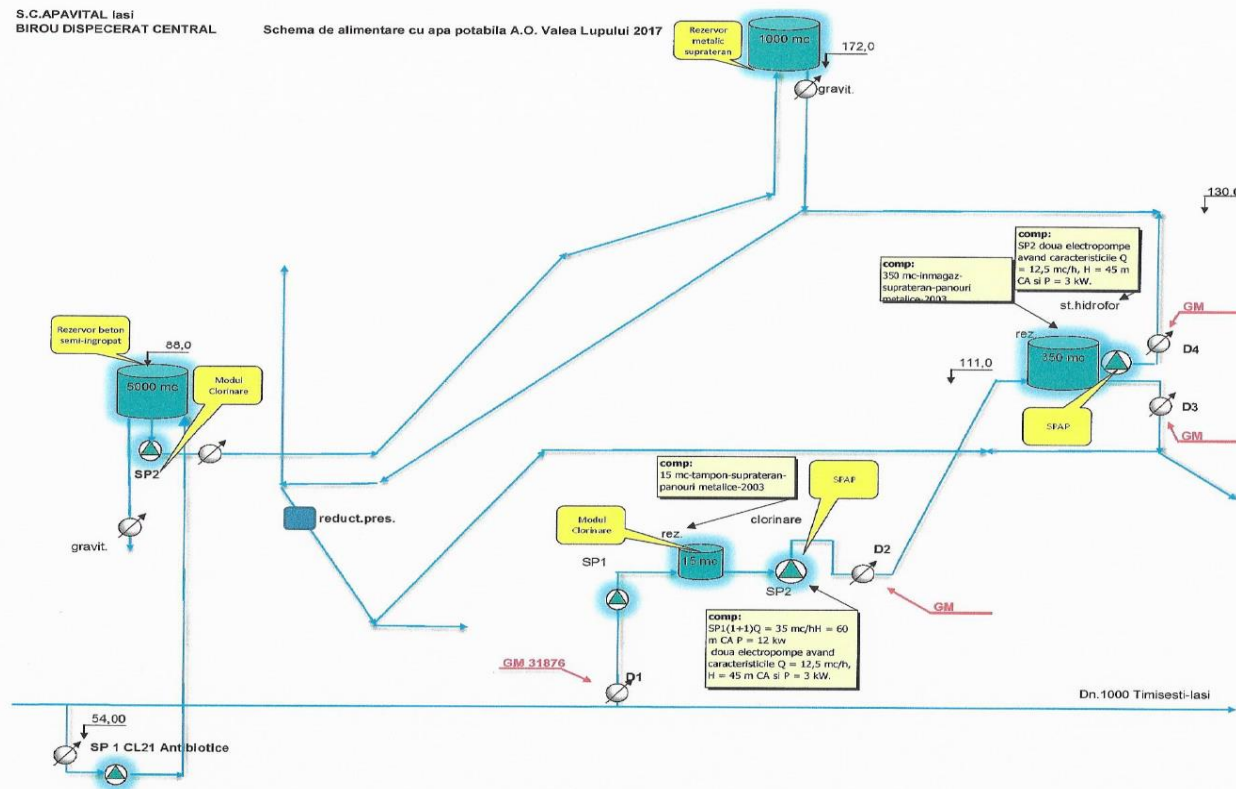 S.C.APAVITAL Iasi
BIROU DISPECERAT CENTRAL
Schema de alimentare cu apa potabila A.O. Valea Lupului 2017
Rezervor
metalic
suprateran
1000 mc
172,0
gravit.
130.
comp:
SP2 doua electropompe
avand caracteristicile Q
= 12,5 mc/h, H = 45 m
CA si P = 3 kW.
comp:
350 mc-inmagaz-
suprateran-panouri
metalice-2003
st.hidrofor
GM
rez
350 mc
D4
111,0
D3
SPAP
GM
Rezervor beton
semi-ingropat
88,0
5000 mc
Modul
Clorinare
SP2
gravit.
reduct.pres.
comp:
15 mc-tampon-suprateran-
panouri metalice-2003
SPAP
Modul
Clorinare
rez.
clorinare
15 mc
SP1
SP2
D2
GM
comp:
SP1(1+1)Q = 35 mc/hH = 60
m CA P = 12 kw
doua electropompe avand
caracteristicile Q = 12,5 mc/h,
H = 45 m CA si P = 3 kW.
GM 31876
D1
Dn.1000 Timisesti-Iasi
54,00
SP 1 CL21 Antibiotice